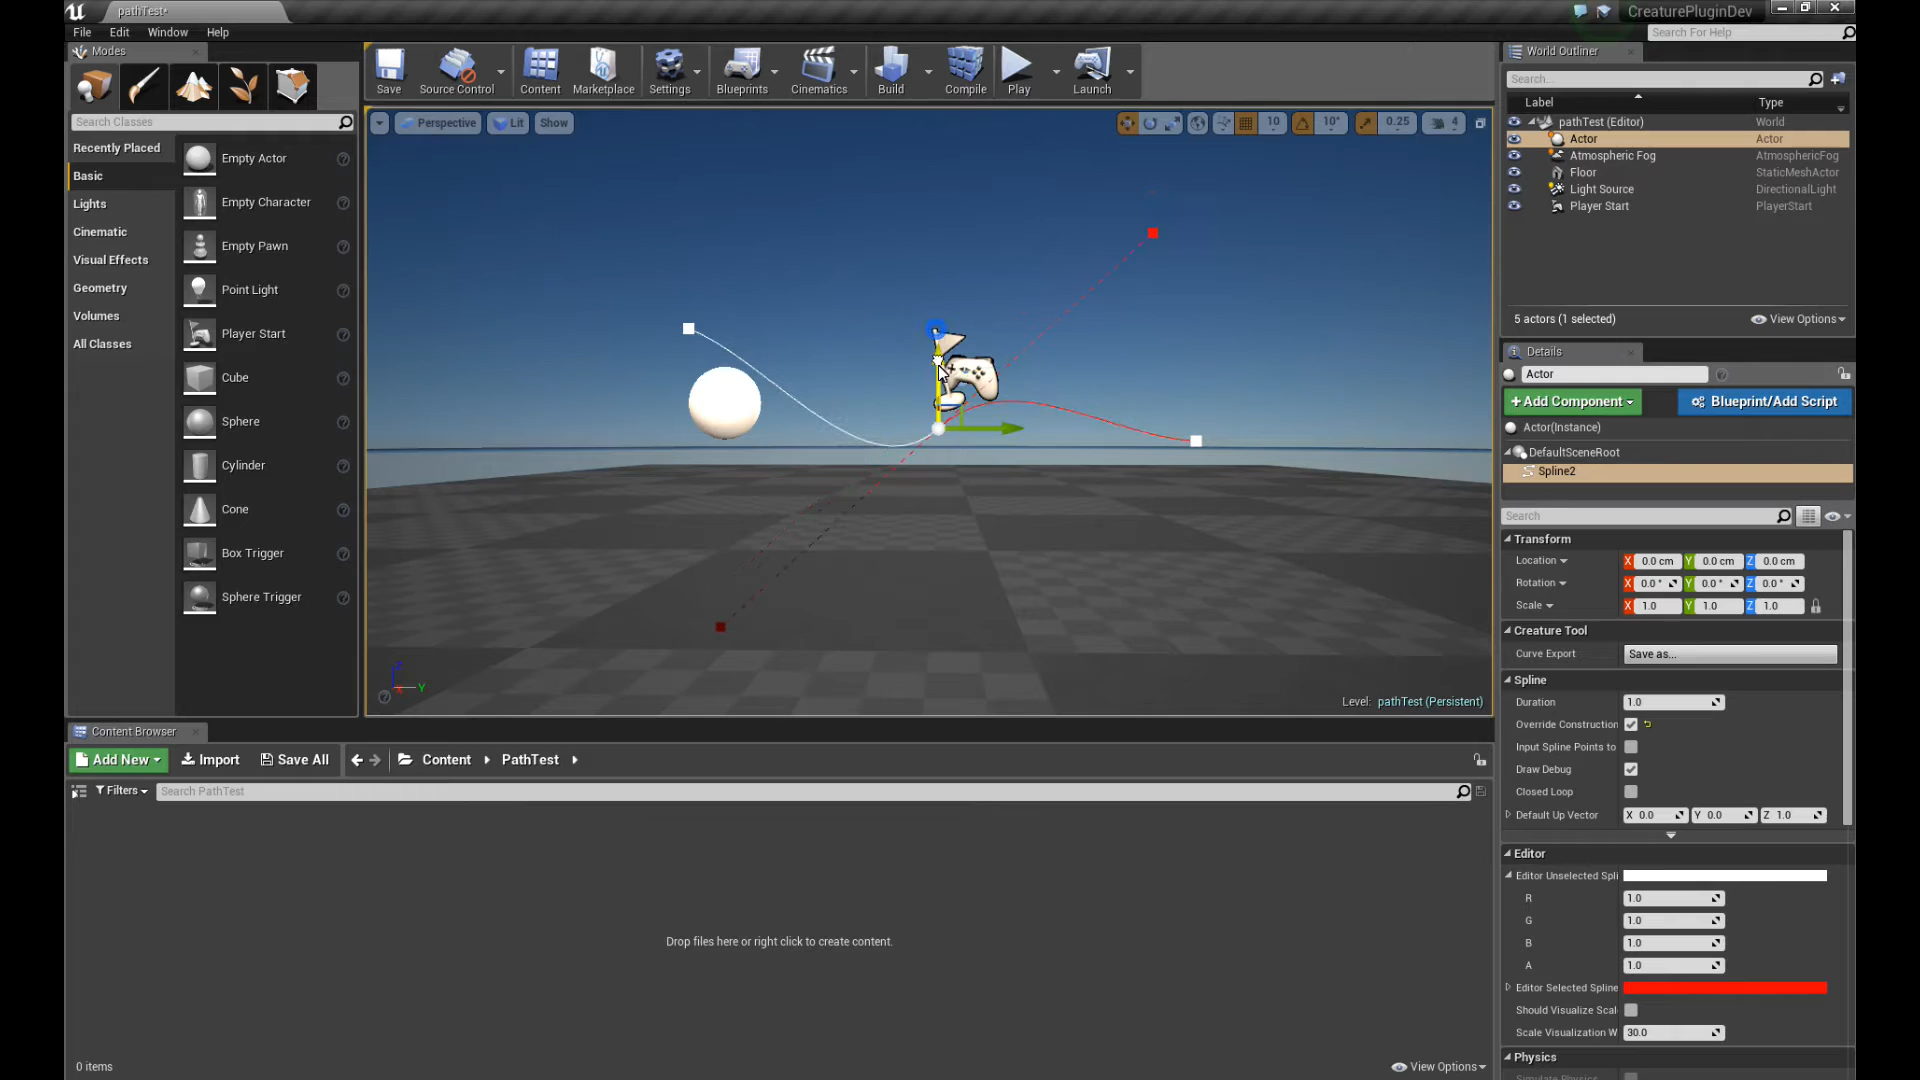 pathTest*
CreaturePluginDev
File Edit Window Help
Search For Help
Modes
Search Classes
Recently Placed
Basic
Lights
Cinematic
Visual Effects
Geometry
Volumes
All Classes
Empty Actor
Empty Character
Empty Pawn
Point Light
Player Start
Cube
Sphere
Cylinder
Cone
Box Trigger
Sphere Trigger
Save Source Control Content Marketplace Settings Blueprints Cinematics Build Compile Play Launch
Perspective Lit Show
10 10° 0.25 4
Z
X Y
Level: pathTest (Persistent)
World Outliner
Search...
Label Type
pathTest (Editor) World
Actor Actor
Atmospheric Fog AtmosphericFog
Floor StaticMeshActor
Light Source DirectionalLight
Player Start PlayerStart
5 actors (1 selected) View Options
Details
Actor
+Add Component Blueprint/Add Script
Actor(Instance)
DefaultSceneRoot
Spline2
Search
Transform
Location X 0.0 cm Y 0.0 cm Z 0.0 cm
Rotation X 0.0 ° Y 0.0 ° Z 0.0 °
Scale X 1.0 Y 1.0 Z 1.0
Creature Tool
Curve Export Save as...
Spline
Duration 1.0
Override Construction
Input Spline Points to
Draw Debug
Closed Loop
Default Up Vector X 0.0 Y 0.0 Z 1.0
Editor
Editor Unselected Spli
R 1.0
G 1.0
B 1.0
A 1.0
Editor Selected Spline
Should Visualize Scal
Scale Visualization W 30.0
Physics
Simulate Physics
Content Browser
Add New Import Save All Content PathTest
Filters Search PathTest
Drop files here or right click to create content.
0 items View Options